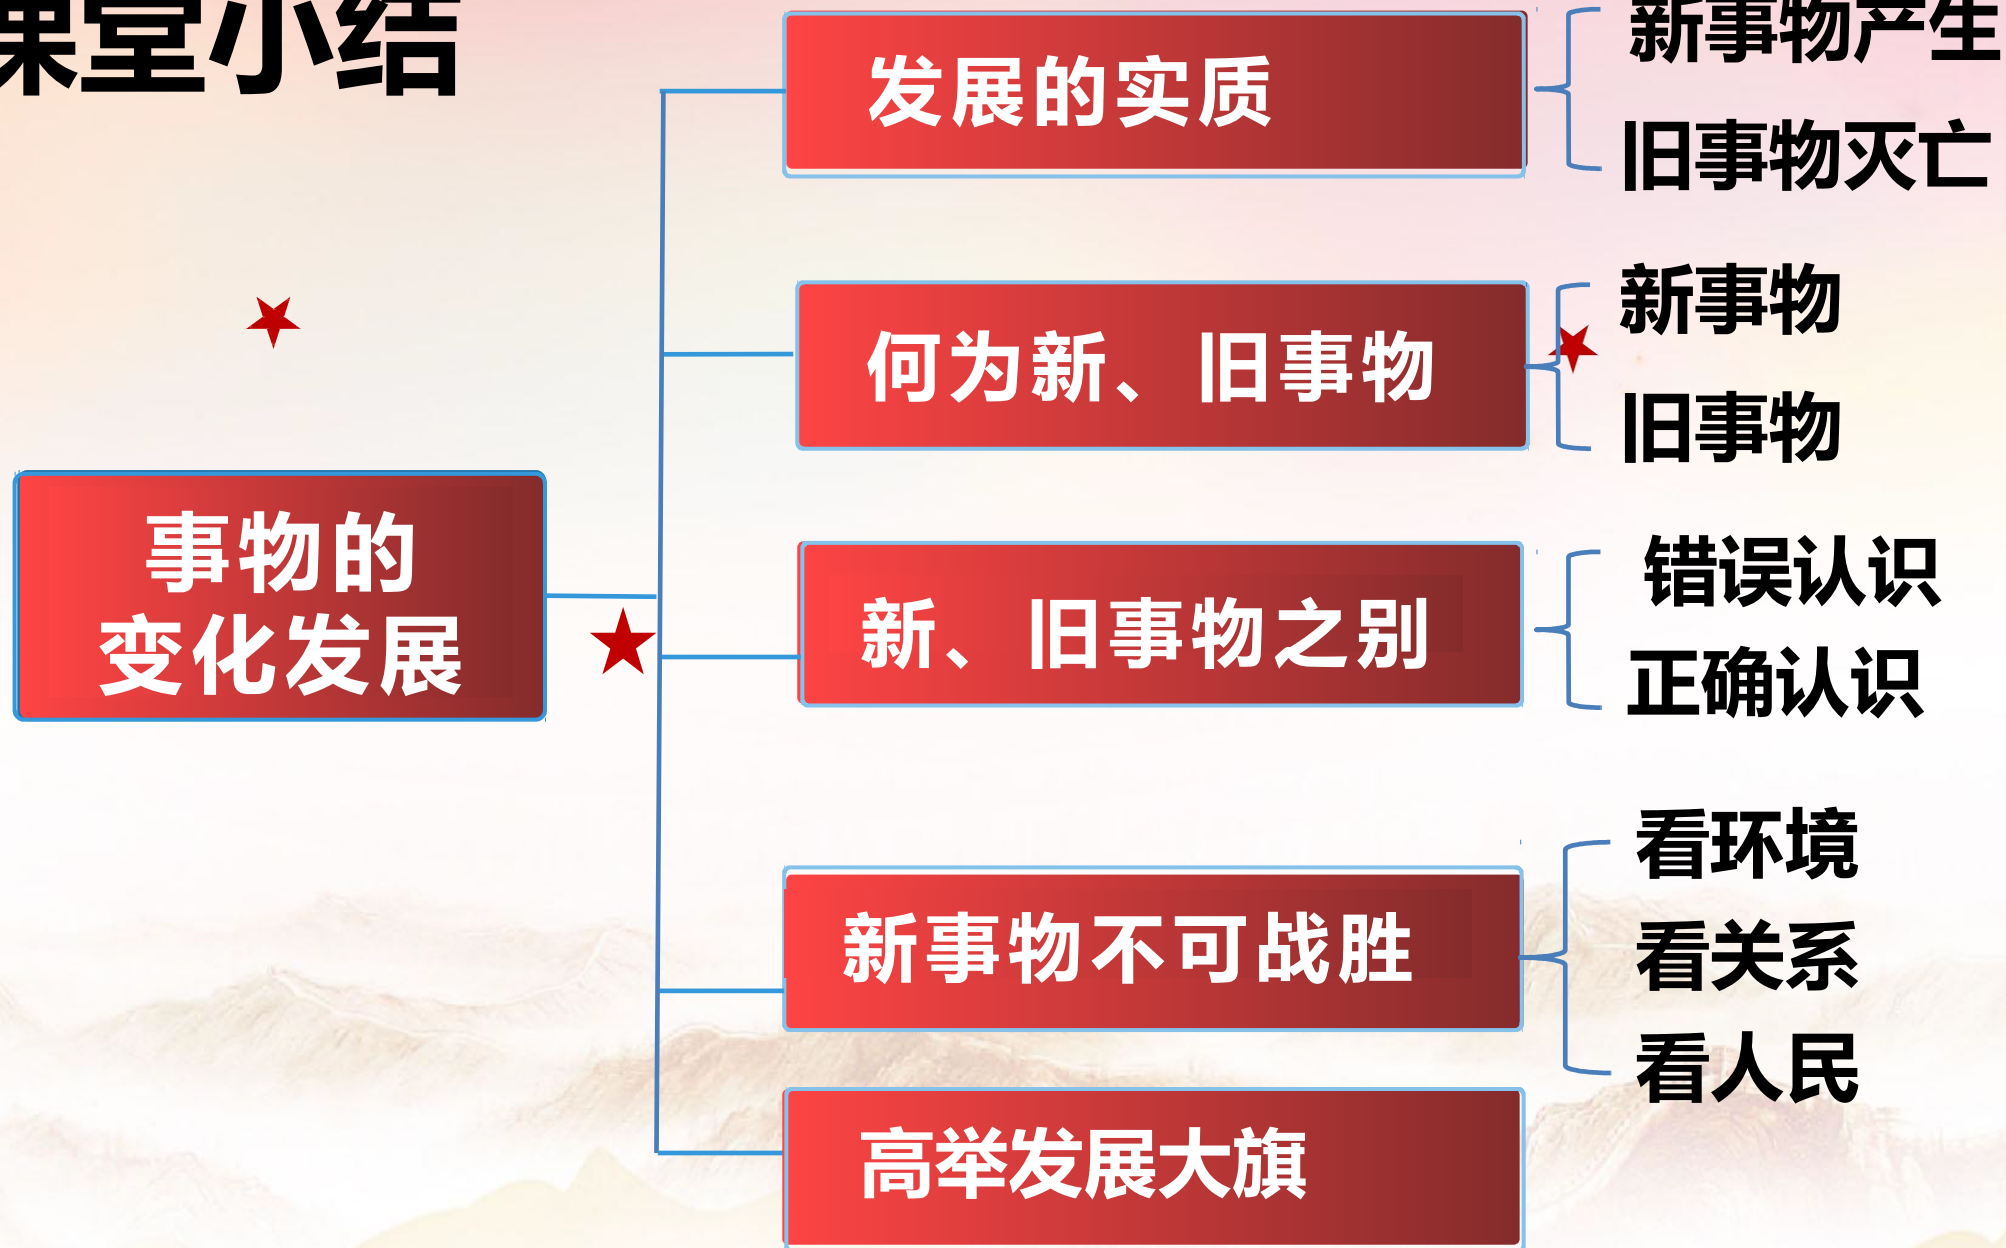 课堂小结
发展的实质
新事物产生
旧事物灭亡
何为新、旧事物
新事物
旧事物
事物的
变化发展
新、旧事物之别
错误认识
正确认识
新事物不可战胜
看环境
看关系
看人民
高举发展大旗